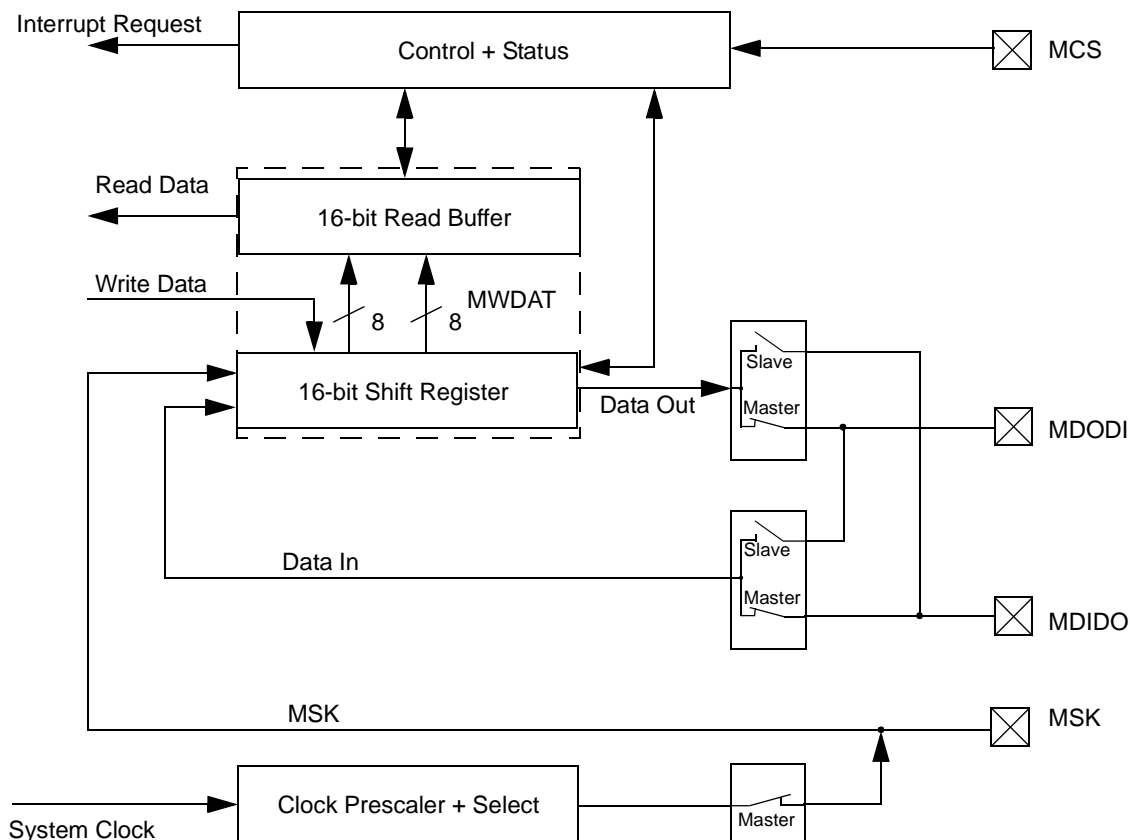 Interrupt Request
Control + Status
MCS
Read Data
16-bit Read Buffer
Write Data
MWDAT
8
8
Slave
16-bit Shift Register
Data Out
Master
MDODI
Slave
Data In
Master
MDIDO
MSK
MSK
Clock Prescaler + Select
Master
System Clock